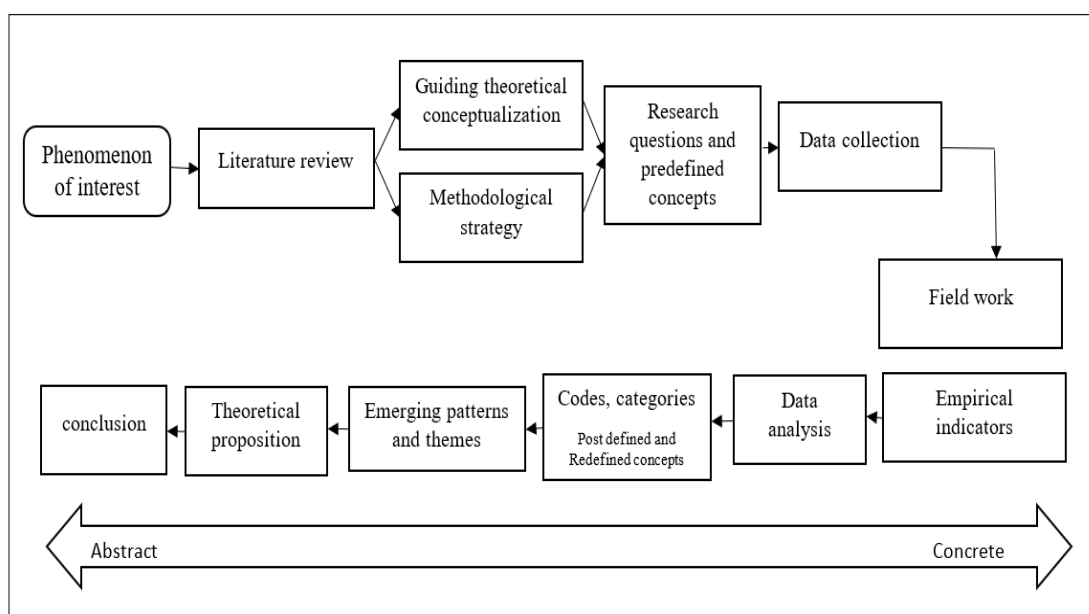 Phenomenon
of interest
Literature review
Guiding theoretical
conceptualization
Methodological
strategy
Research
questions and
predefined
concepts
Data collection
Field work
Empirical
indicators
Data
analysis
Codes, categories
Post defined and
Redefined concepts
Emerging patterns
and themes
Theoretical
proposition
conclusion
Abstract
Concrete